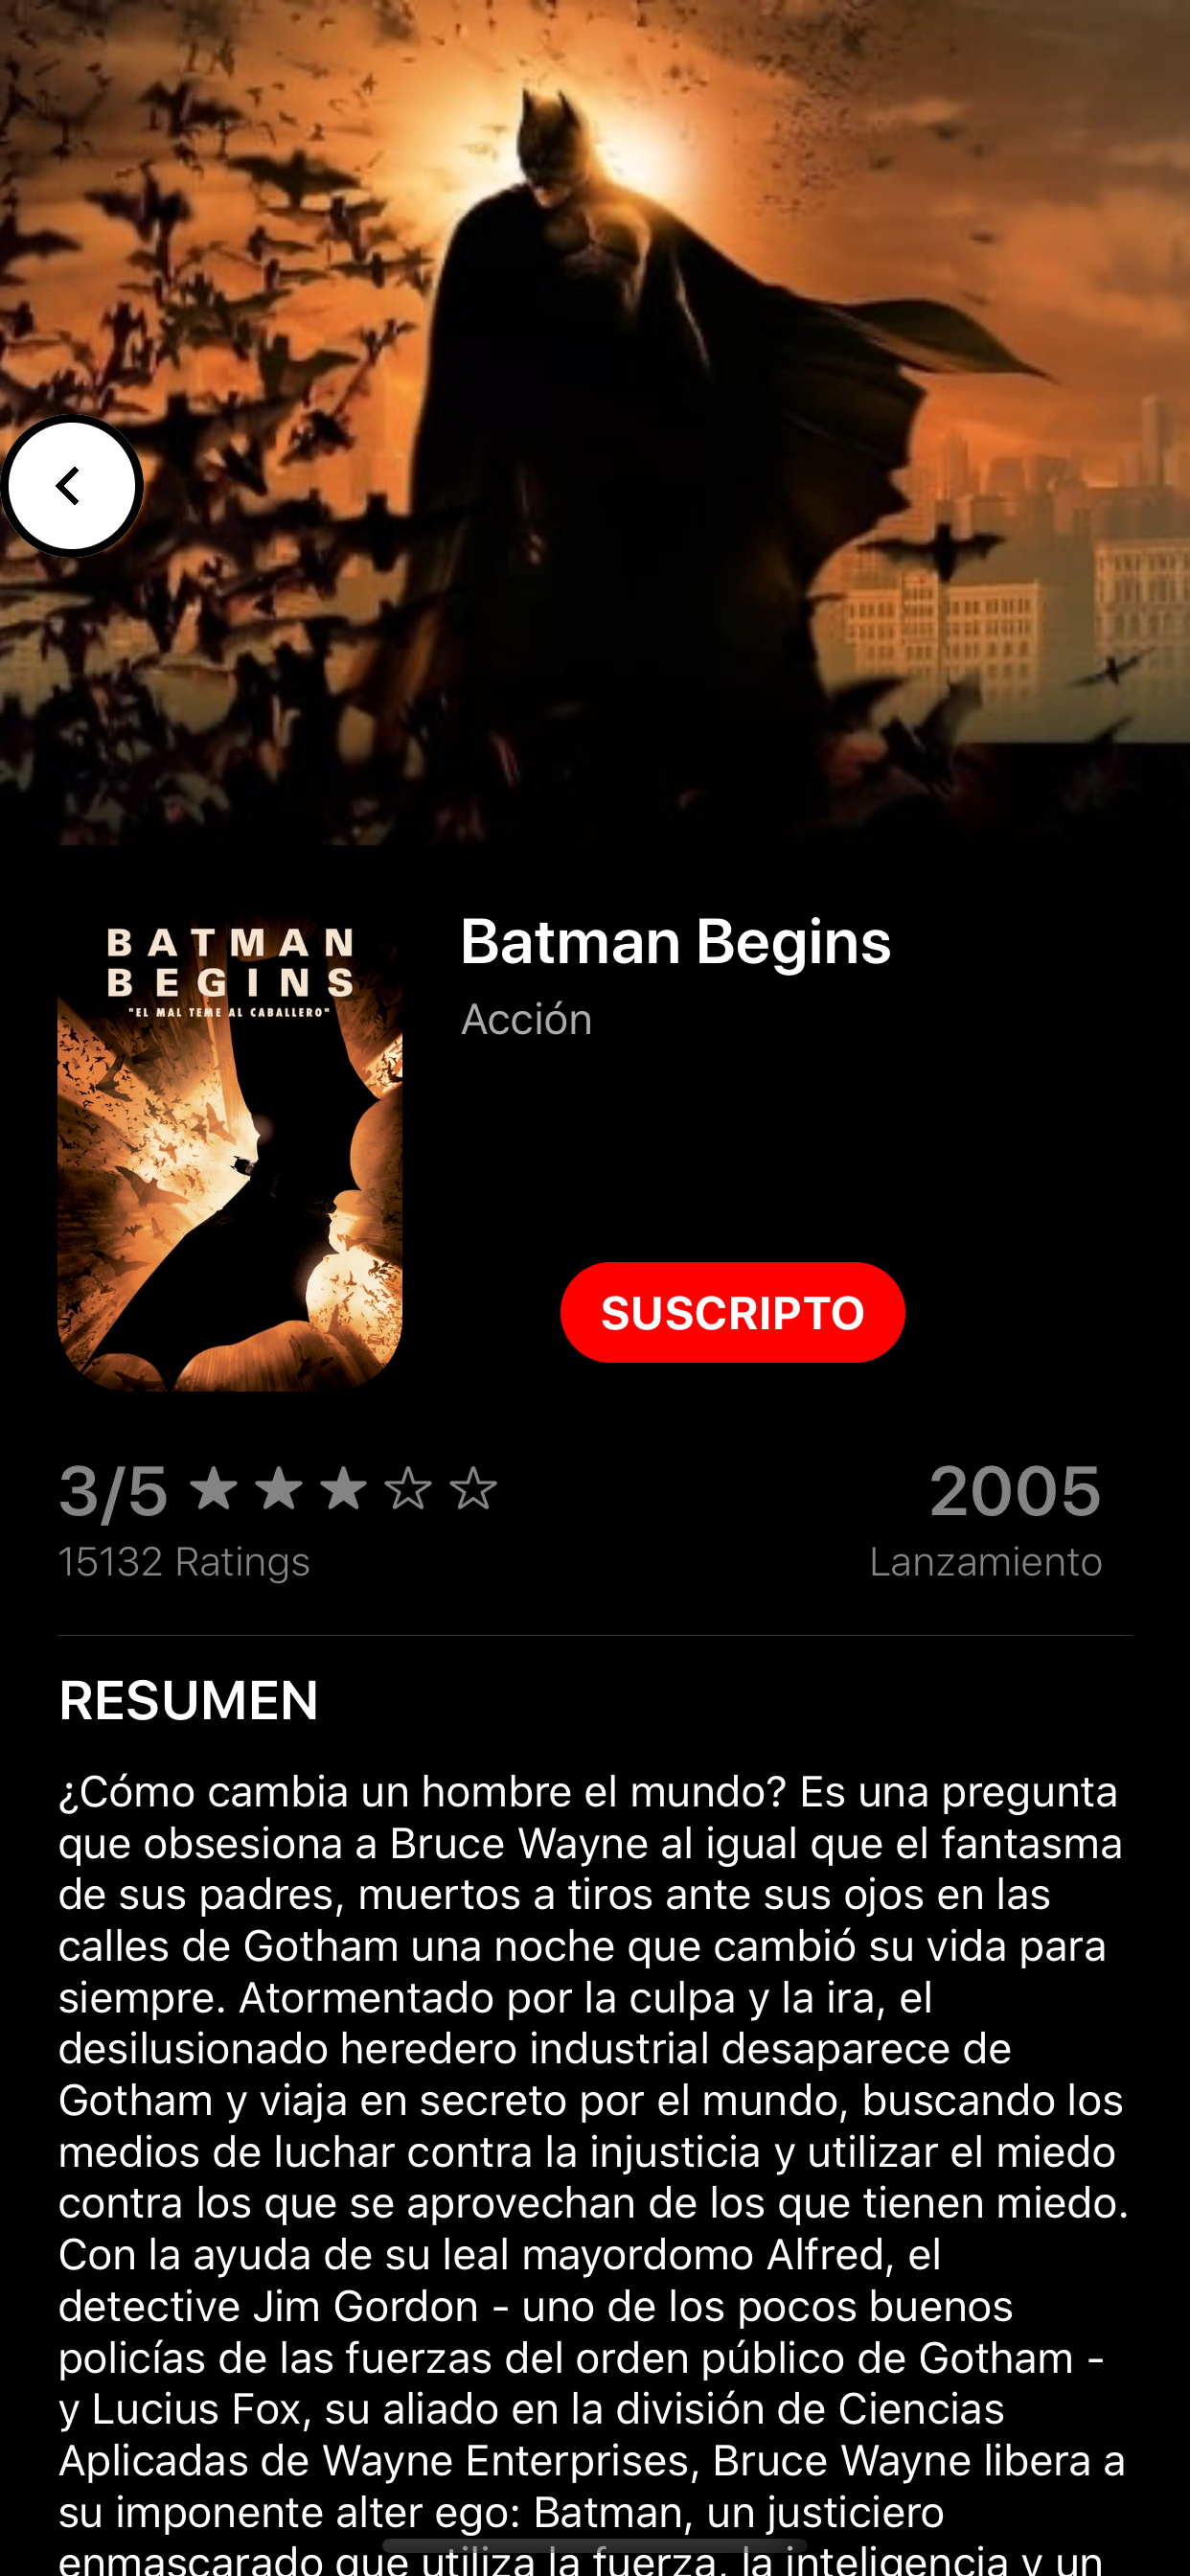 BATMAN
BEGINS
"EL MAL TEME AL CABALLERO"
Batman Begins
Acción
SUSCRIPTO
3/5
2005
15132 Ratings
Lanzamiento
RESUMEN
¿Cómo cambia un hombre el mundo? Es una pregunta
que obsesiona a Bruce Wayne al igual que el fantasma
de sus padres, muertos a tiros ante sus ojos en las
calles de Gotham una noche que cambió su vida para
siempre. Atormentado por la culpa y la ira, el
desilusionado heredero industrial desaparece de
Gotham y viaja en secreto por el mundo, buscando los
medios de luchar contra la injusticia y utilizar el miedo
contra los que se aprovechan de los que tienen miedo.
Con la ayuda de su leal mayordomo Alfred, el
detective Jim Gordon - uno de los pocos buenos
policías de las fuerzas del orden público de Gotham -
y Lucius Fox, su aliado en la división de Ciencias
Aplicadas de Wayne Enterprises, Bruce Wayne libera a
su imponente alter ego: Batman, un justiciero
enmascarado que utiliza la fuerza, la inteligencia y un